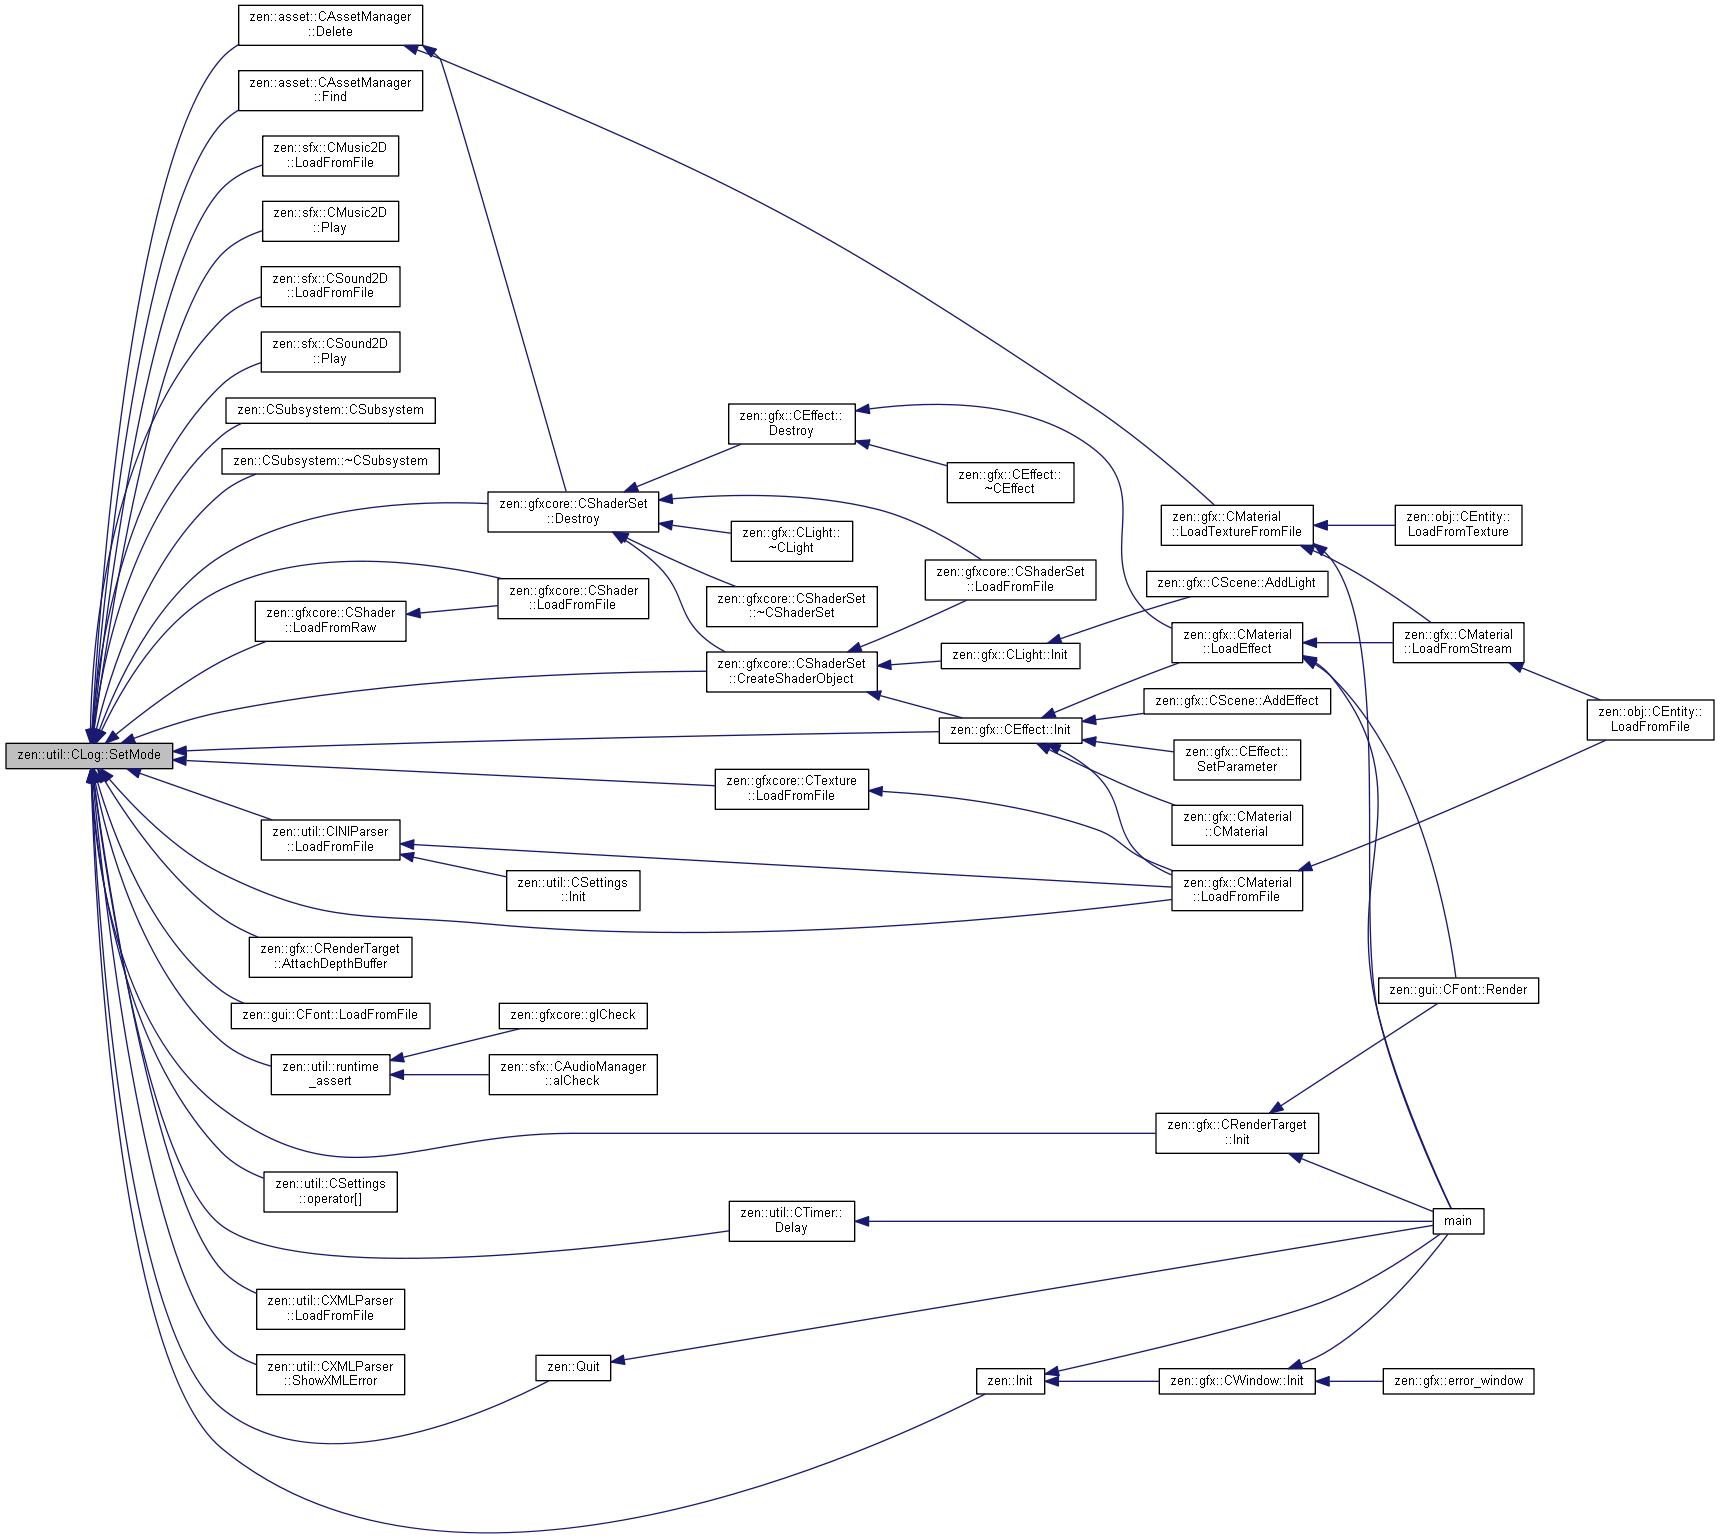 zen::asset::CAssetManager
::Delete
zen::asset::CAssetManager
::Find
zen::sfx::CMusic2D
::LoadFromFile
zen::sfx::CMusic2D
::Play
zen::sfx::CSound2D
::LoadFromFile
zen::sfx::CSound2D
::Play
zen::CSubsystem::CSubsystem
zen::CSubsystem::~CSubsystem
zen::gfxcore::CShaderSet
::Destroy
zen::gfxcore::CShader
::LoadFromFile
zen::gfxcore::CShader
::LoadFromRaw
zen::gfx::CEffect::
Destroy
zen::gfx::CEffect::
~CEffect
zen::gfx::CLight::
~CLight
zen::gfxcore::CShaderSet
::~CShaderSet
zen::gfxcore::CShaderSet
::LoadFromFile
zen::gfxcore::CShaderSet
::CreateShaderObject
zen::gfx::CLight::Init
zen::gfx::CEffect::Init
zen::gfx::CMaterial
::LoadTextureFromFile
zen::obj::CEntity::
LoadFromTexture
zen::gfx::CScene::AddLight
zen::gfx::CMaterial
::LoadEffect
zen::gfx::CMaterial
::LoadFromStream
zen::gfx::CScene::AddEffect
zen::gfx::CEffect::
SetParameter
zen::gfx::CMaterial
::CMaterial
zen::obj::CEntity::
LoadFromFile
zen::util::CLog::SetMode
zen::gfxcore::CTexture
::LoadFromFile
zen::util::CINIParser
::LoadFromFile
zen::util::CSettings
::Init
zen::gfx::CMaterial
::LoadFromFile
zen::gfx::CRenderTarget
::AttachDepthBuffer
zen::gui::CFont::LoadFromFile
zen::gfxcore::glCheck
zen::util::runtime
_assert
zen::sfx::CAudioManager
::alCheck
zen::gui::CFont::Render
zen::gfx::CRenderTarget
::Init
zen::util::CSettings
::operator[]
zen::util::CTimer::
Delay
main
zen::util::CXMLParser
::LoadFromFile
zen::util::CXMLParser
::ShowXMLError
zen::Quit
zen::Init
zen::gfx::CWindow::Init
zen::gfx::error_window